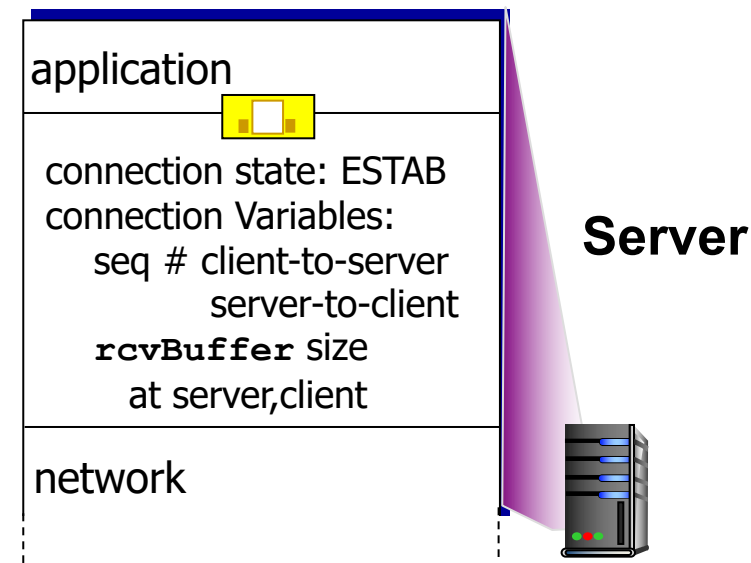 application
connection state: ESTAB
connection Variables:
seq # client-to-server
server-to-client
rcvBuffer size
at server,client
network
Server